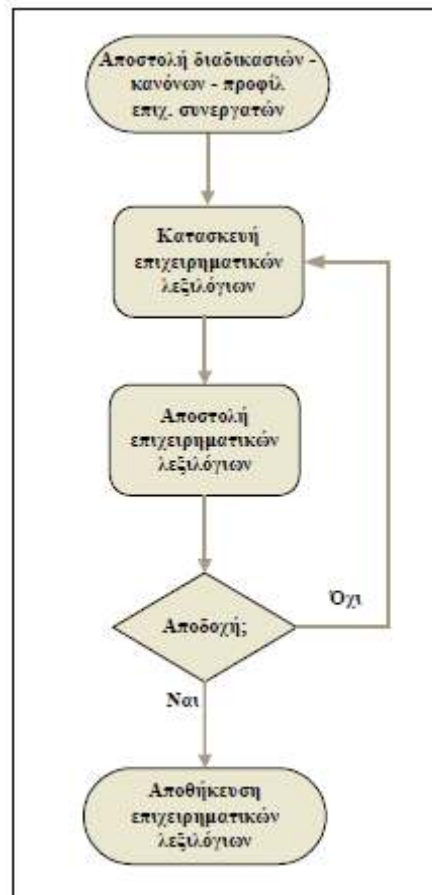 Αποστολή διαδικασιών -
κανόνων - προφίλ
επιχ. συνεργατών
Κατασκευή
επιχειρηματικών
λεξιλόγιων
Αποστολή
επιχειρηματικών
λεξιλόγιων
Αποδοχή;
Όχι
Ναι
Αποθήκευση
επιχειρηματικών
λεξιλόγιων